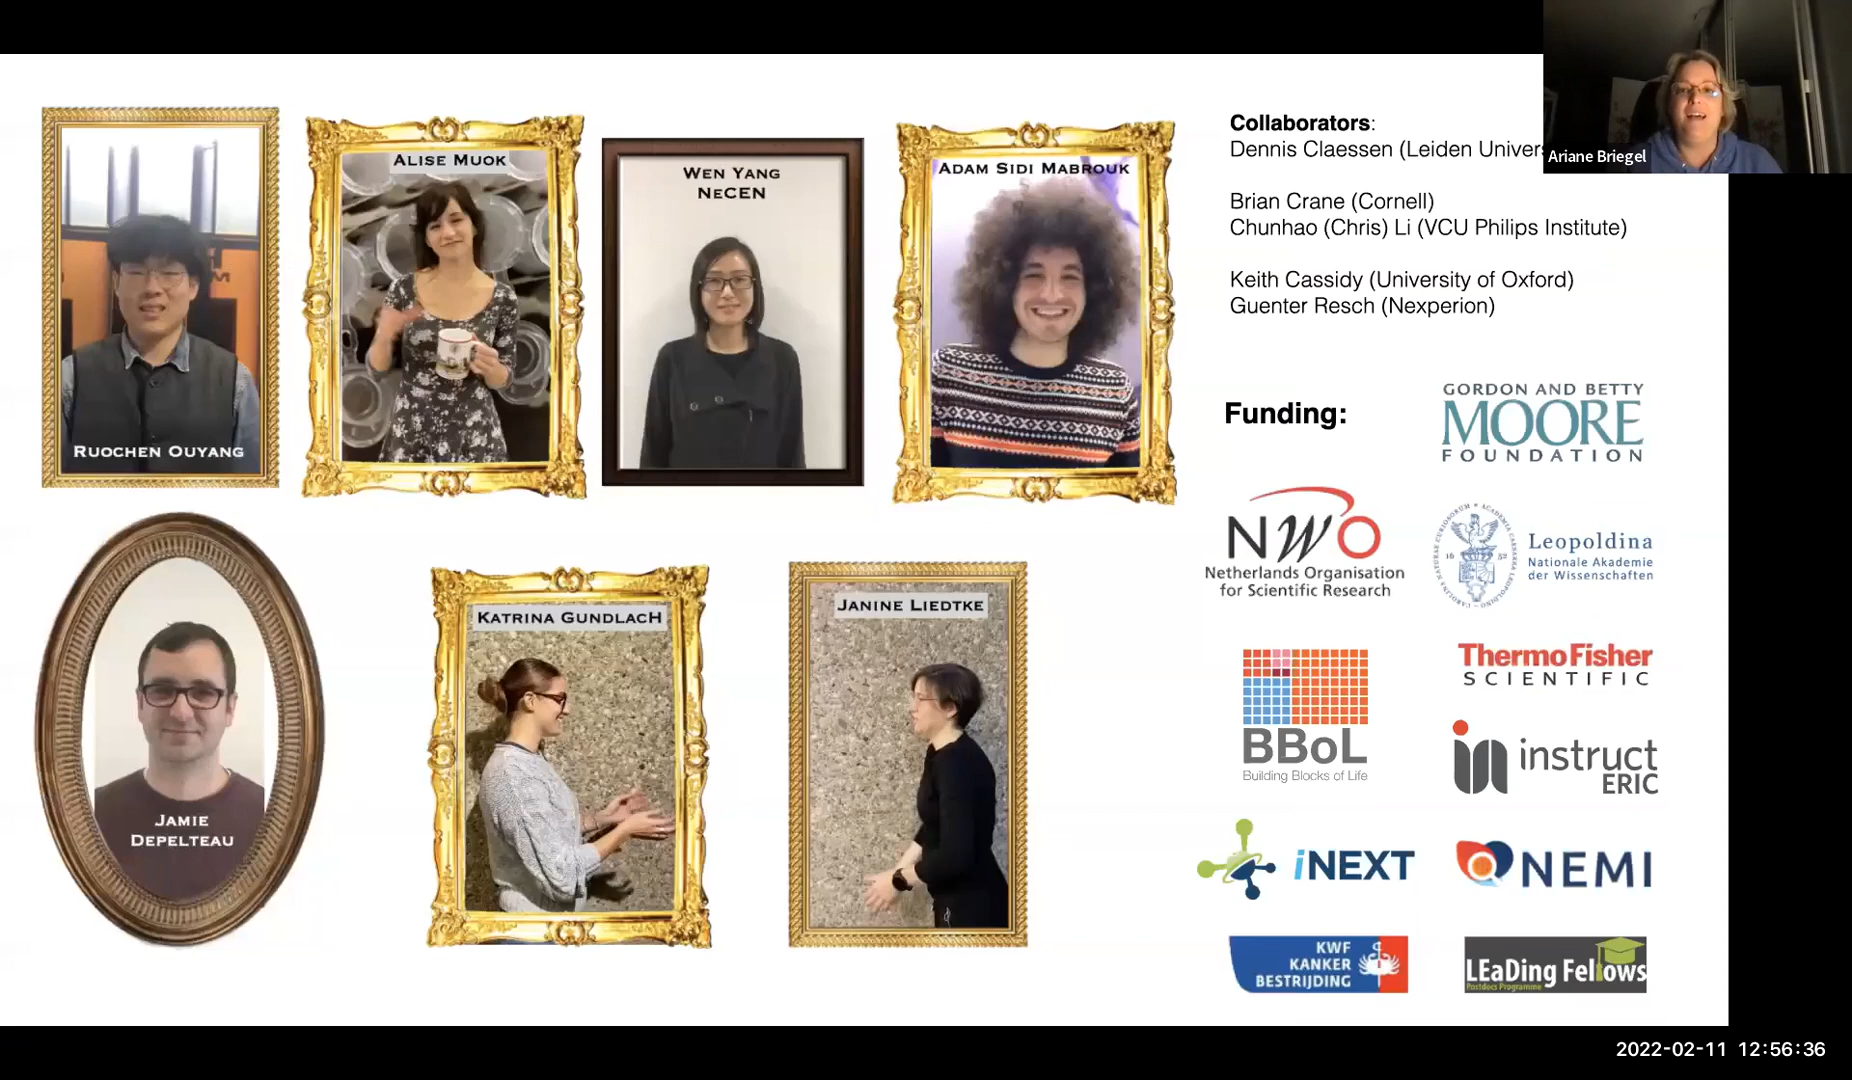 RUOCHEN OUYANG
ALISE MUOK
WEN YANG
NECEN
ADAM SIDI MABROUK
JAMIE
DEPELTEAU
KATRINA GUNDLACH
JANINE LIEDTKE
Collaborators:
Dennis Claessen (Leiden Univers
Brian Crane (Cornell)
Chunhao (Chris) Li (VCU Philips Institute)
Keith Cassidy (University of Oxford)
Guenter Resch (Nexperion)
Ariane Briegel
Funding:
GORDON AND BETTY
MOORE
FOUNDATION
NWO
Netherlands Organisation
for Scientific Research
16 52
Leopoldina
Nationale Akademie
der Wissenschaften
BBoL
Building Blocks of Life
ThermoFisher
SCIENTIFIC
instruct
ERIC
iNEXT
NEMI
KWF
KANKER
BESTRIJDING
LEaDing Fellows
Postdocs Programme
2022-02-11 12:56:36